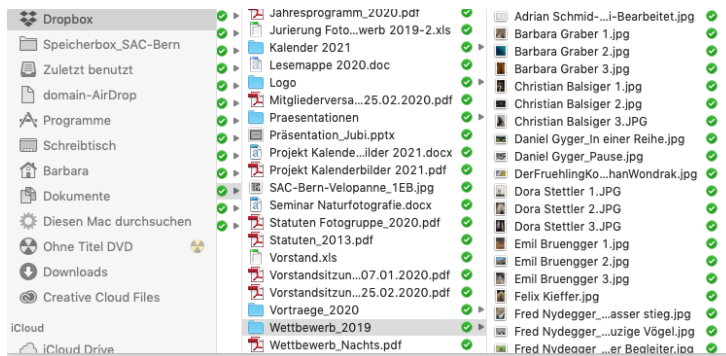 Dropbox
Speicherbox_SAC-Bern
Zuletzt benutzt
domain-AirDrop
Programme
Schreibtisch
Barbara
Dokumente
Diesen Mac durchsuchen
Ohne Titel DVD
Downloads
Creative Cloud Files
iCloud
iCloud Drive
Jahresprogramm_2020.pdf
Jurierung Foto...werb 2019-2.xls
Kalender 2021
Lesemappe 2020.doc
Logo
Mitgliederversa...25.02.2020.pdf
Praesentationen
Präsentation_Jubi.pptx
Projekt Kalende...ilder 2021.docx
Projekt Kalenderbilder 2021.pdf
SAC-Bern-Velopanne_1EB.jpg
Seminar Naturfotografie.docx
Statuten Fotogruppe_2020.pdf
Statuten_2013.pdf
Vorstand.xls
Vorstandsitzun...07.01.2020.pdf
Vorstandsitzun...25.02.2020.pdf
Vortraege_2020
Wettbewerb_2019
Wettbewerb_Nachts.pdf
Adrian Schmid-...i-Bearbeitet.jpg
Barbara Graber 1.jpg
Barbara Graber 2.jpg
Barbara Graber 3.jpg
Christian Balsiger 1.jpg
Christian Balsiger 2.jpg
Christian Balsiger 3.JPG
Daniel Gyger_In einer Reihe.jpg
Daniel Gyger_Pause.jpg
DerFruehlingKo...hanWondrak.jpg
Dora Stettler 1.JPG
Dora Stettler 2.JPG
Dora Stettler 3.JPG
Emil Bruengger 1.jpg
Emil Bruengger 2.jpg
Emil Bruengger 3.jpg
Felix Kieffer.jpg
Fred Nydegger_...asser stieg.jpg
Fred Nydegger_...uzige Vögel.jpg
Fred Nydegger_...er Begleiter.jpg